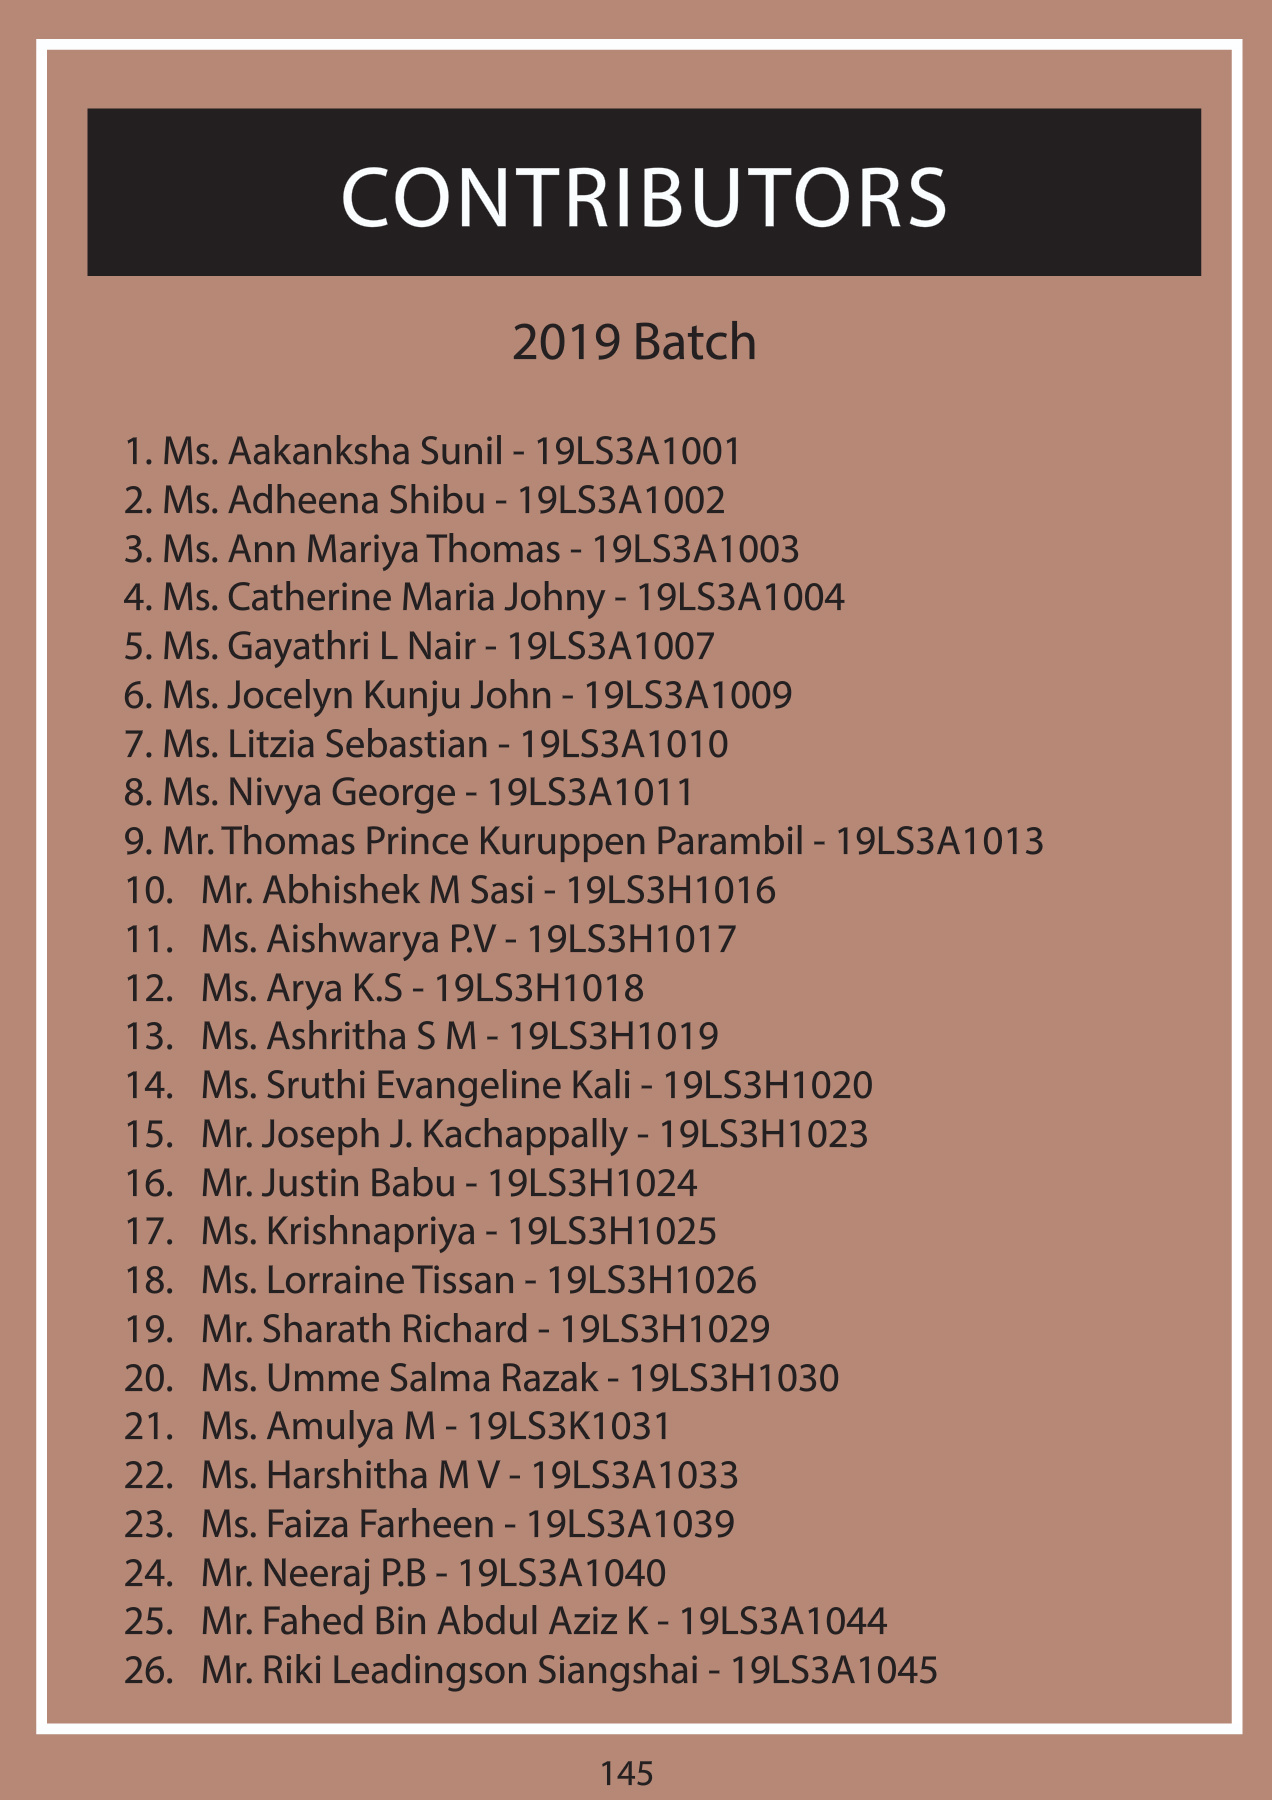 CONTRIBUTORS
2019 Batch
1. Ms. Aakanksha Sunil - 19LS3A1001
2. Ms. Adheena Shibu - 19LS3A1002
3. Ms. Ann Mariya Thomas - 19LS3A1003
4. Ms. Catherine Maria Johny - 19LS3A1004
5. Ms. Gayathri L Nair - 19LS3A1007
6. Ms. Jocelyn Kunju John - 19LS3A1009
7. Ms. Litzia Sebastian - 19LS3A1010
8. Ms. Nivya George - 19LS3A1011
9. Mr. Thomas Prince Kuruppen Parambil - 19LS3A1013
10. Mr. Abhishek M Sasi - 19LS3H1016
11. Ms. Aishwarya P.V - 19LS3H1017
12. Ms. Arya K.S - 19LS3H1018
13. Ms. Ashritha S M - 19LS3H1019
14. Ms. Sruthi Evangeline Kali - 19LS3H1020
15. Mr. Joseph J. Kachappally - 19LS3H1023
16. Mr. Justin Babu - 19LS3H1024
17. Ms. Krishnapriya - 19LS3H1025
18. Ms. Lorraine Tissan - 19LS3H1026
19. Mr. Sharath Richard - 19LS3H1029
20. Ms. Umme Salma Razak - 19LS3H1030
21. Ms. Amulya M - 19LS3K1031
22. Ms. Harshitha M V - 19LS3A1033
23. Ms. Faiza Farheen - 19LS3A1039
24. Mr. Neeraj P.B - 19LS3A1040
25. Mr. Fahed Bin Abdul Aziz K - 19LS3A1044
26. Mr. Riki Leadingson Siangshai - 19LS3A1045
145